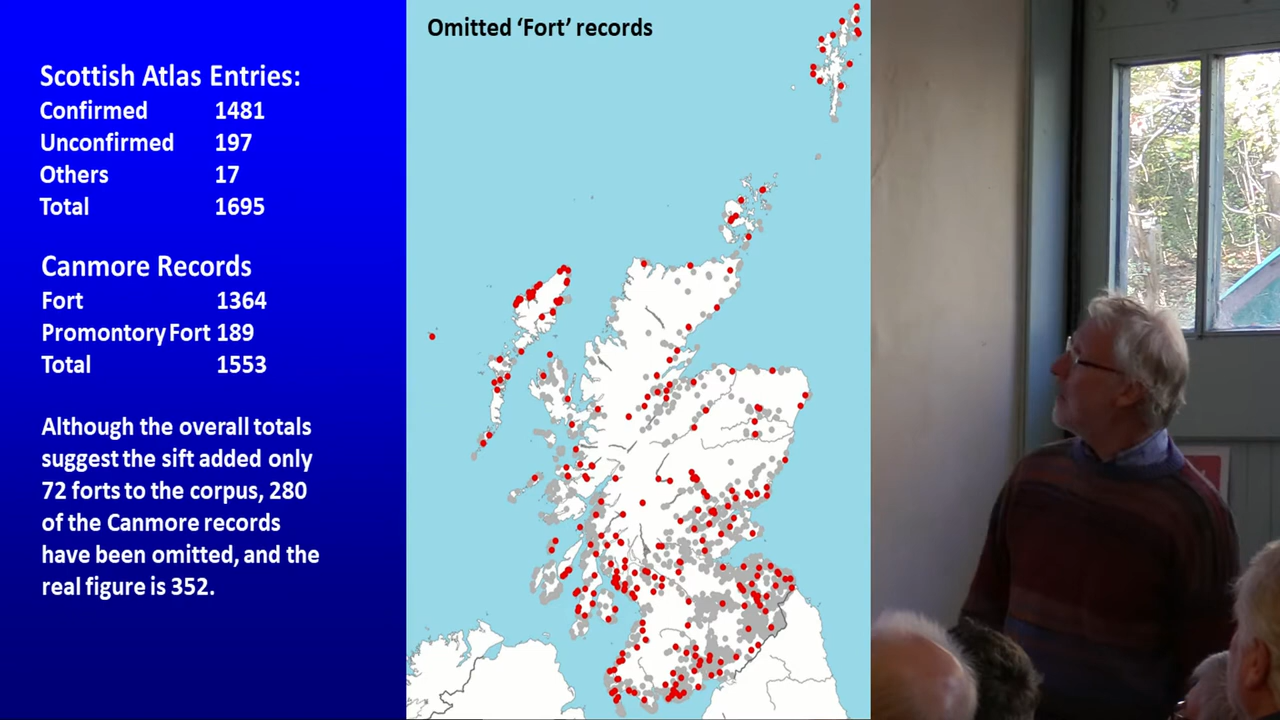 Scottish Atlas Entries:
Confirmed 1481
Unconfirmed 197
Others 17
Total 1695
Canmore Records
Fort 1364
Promontory Fort 189
Total 1553
Although the overall totals
suggest the sift added only
72 forts to the corpus, 280
of the Canmore records
have been omitted, and the
real figure is 352.
Omitted ‘Fort’ records